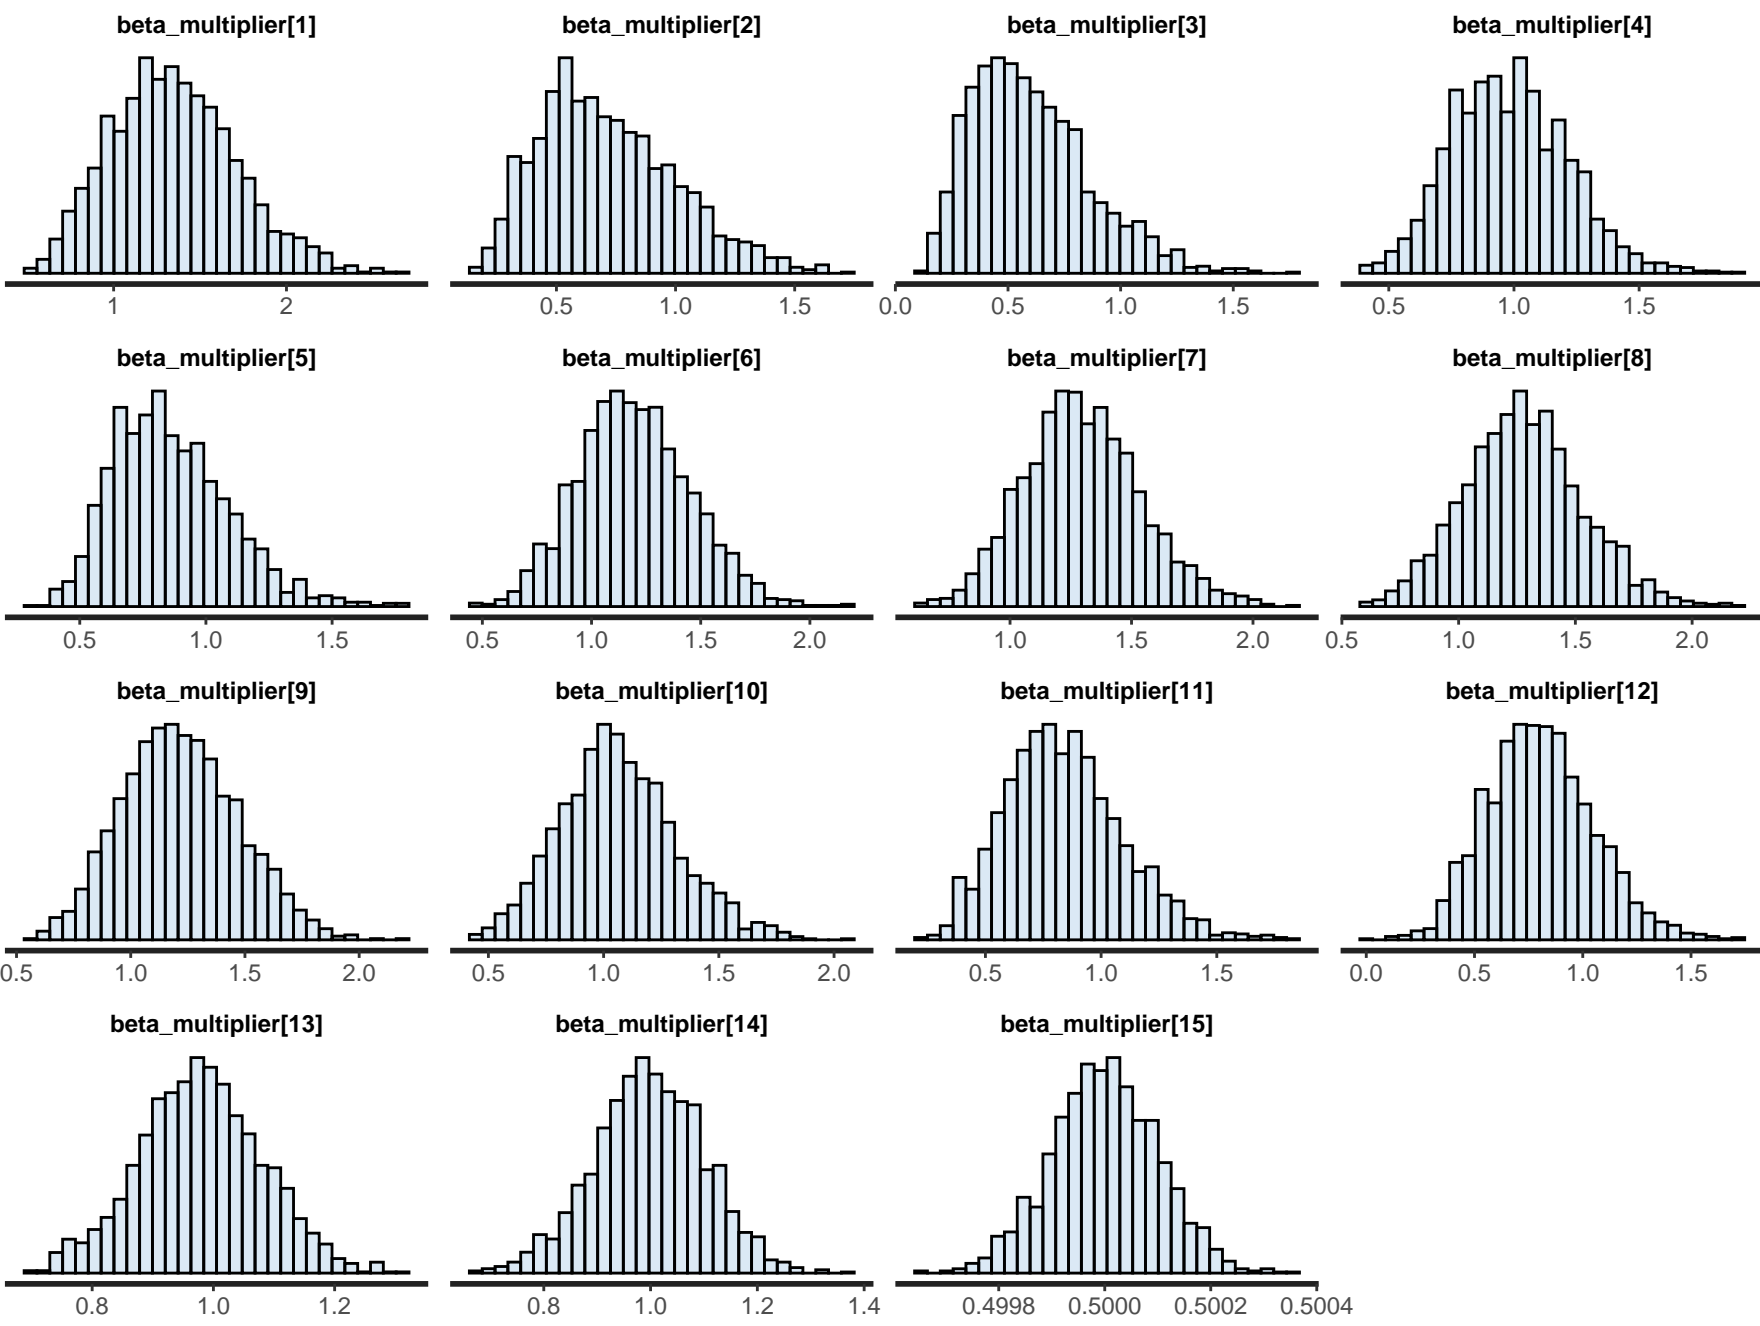 beta_multiplier[1] beta_multiplier[2] beta_multiplier[3] beta_multiplier[4]
1 2 0.5 1.0 1.5 0.0 0.5 1.0 1.5 0.5 1.0 1.5
beta_multiplier[5] beta_multiplier[6] beta_multiplier[7] beta_multiplier[8]
0.5 1.0 1.5 0.5 1.0 1.5 2.0 1.0 1.5 2.0 0.5 1.0 1.5 2.0
beta_multiplier[9] beta_multiplier[10] beta_multiplier[11] beta_multiplier[12]
0.5 1.0 1.5 2.0 0.5 1.0 1.5 2.0 0.5 1.0 1.5 0.0 0.5 1.0 1.5
beta_multiplier[13] beta_multiplier[14] beta_multiplier[15]
0.8 1.0 1.2 0.8 1.0 1.2 1.4 0.4998 0.5000 0.5002 0.5004